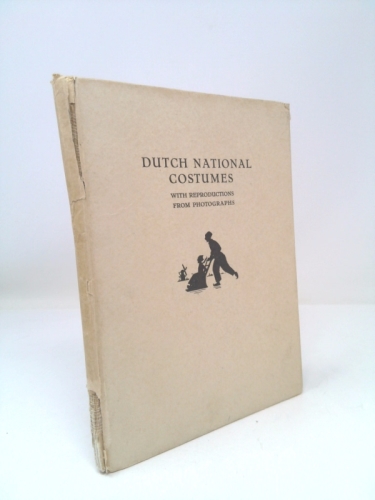 DUTCH NATIONAL
COSTUMES
WITH REPRODUCTIONS
FROM PHOTOGRAPHS